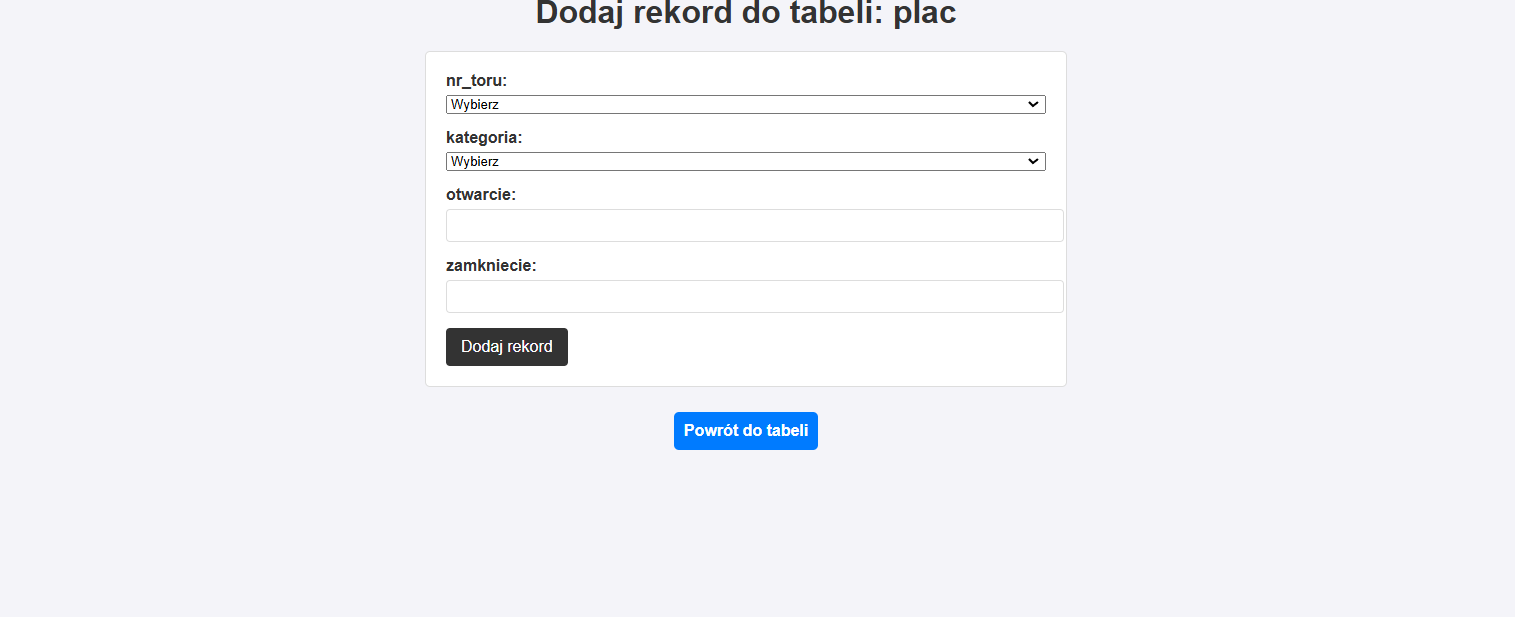 Dodaj rekord do tabeli: plac
nr_toru:
Wybierz
kategoria:
Wybierz
otwarcie:
zamkniecie:
Dodaj rekord
Powrót do tabeli